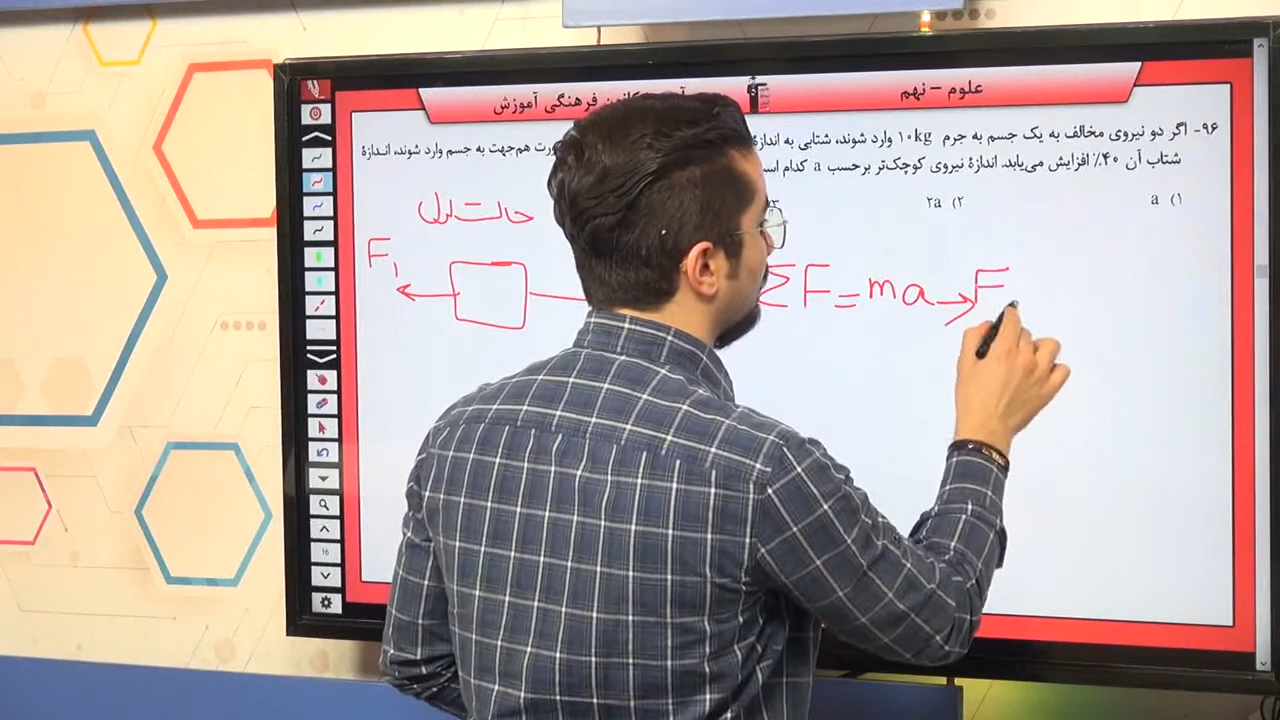 علوم - نهم
فرهنگی آموزش
۹۶- اگر دو نیروی مخالف به یک جسم به جرم ۱۰kg وارد شوند، شتابی به اندازهٔ هم‌جهت به جسم وارد شوند، اندازهٔ
شتاب آن ۴۰٪ افزایش می‌یابد. اندازهٔ نیروی کوچک‌تر برحسب a کدام
۱) a
۲) ۲a
حالت اول
F₁
ΣF = ma → F
16